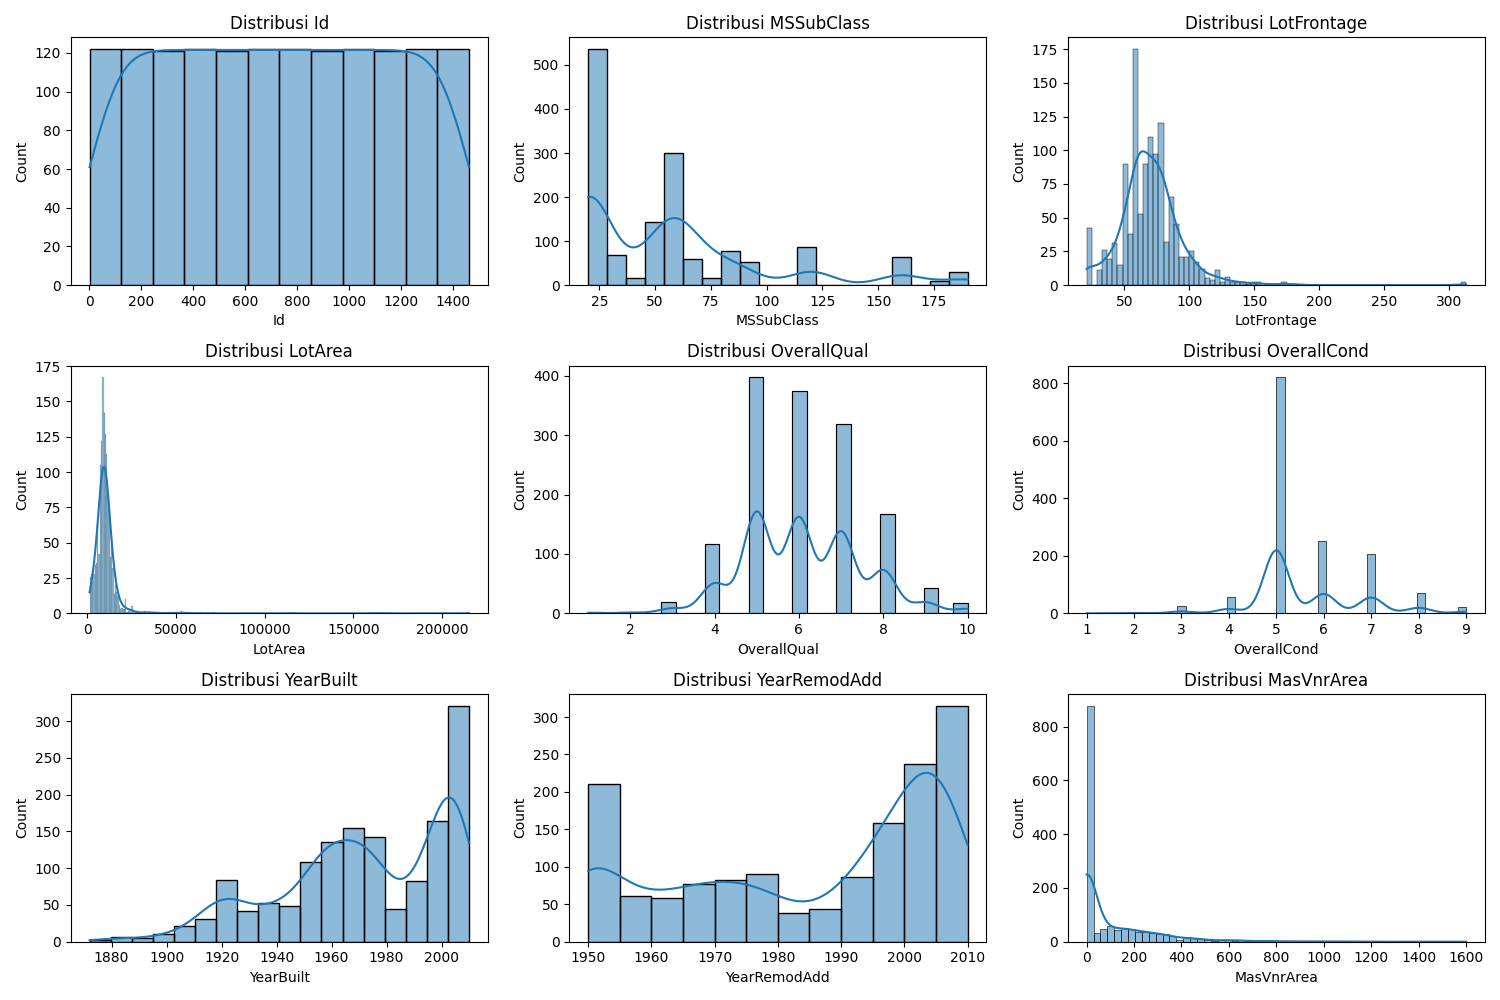 Distribusi Id
Count
120
100
80
60
40
20
0
0 200 400 600 800 1000 1200 1400
Id
Distribusi MSSubClass
Count
500
400
300
200
100
0
25 50 75 100 125 150 175
MSSubClass
Distribusi LotFrontage
Count
175
150
125
100
75
50
25
0
50 100 150 200 250 300
LotFrontage
Distribusi LotArea
Count
175
150
125
100
75
50
25
0
0 50000 100000 150000 200000
LotArea
Distribusi OverallQual
Count
400
300
200
100
0
2 4 6 8 10
OverallQual
Distribusi OverallCond
Count
800
600
400
200
0
1 2 3 4 5 6 7 8 9
OverallCond
Distribusi YearBuilt
Count
300
250
200
150
100
50
0
1880 1900 1920 1940 1960 1980 2000
YearBuilt
Distribusi YearRemodAdd
Count
300
250
200
150
100
50
0
1950 1960 1970 1980 1990 2000 2010
YearRemodAdd
Distribusi MasVnrArea
Count
800
600
400
200
0
0 200 400 600 800 1000 1200 1400 1600
MasVnrArea